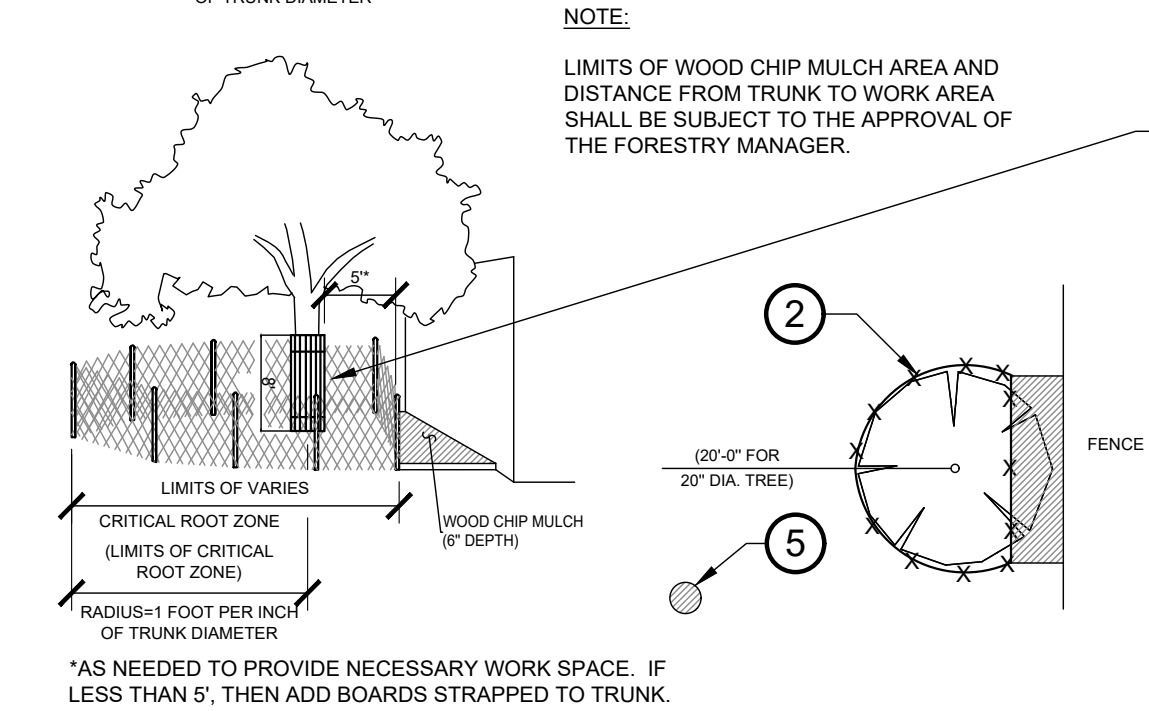 OF TRUNK DIAMETER
NOTE:
LIMITS OF WOOD CHIP MULCH AREA AND
DISTANCE FROM TRUNK TO WORK AREA
SHALL BE SUBJECT TO THE APPROVAL OF
THE FORESTRY MANAGER.
5'*
8'
2
(20'-0" FOR
20" DIA. TREE)
FENCE
5
LIMITS OF VARIES
CRITICAL ROOT ZONE
(LIMITS OF CRITICAL
ROOT ZONE)
RADIUS=1 FOOT PER INCH
OF TRUNK DIAMETER
WOOD CHIP MULCH
(6" DEPTH)
*AS NEEDED TO PROVIDE NECESSARY WORK SPACE. IF
LESS THAN 5', THEN ADD BOARDS STRAPPED TO TRUNK.